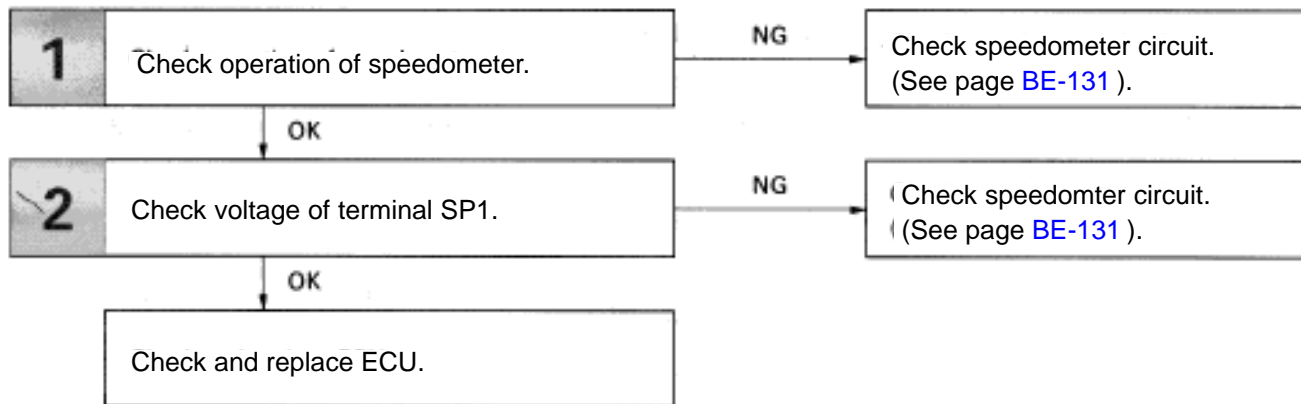 1
Check operation of speedometer.
NG
Check speedometer circuit.
(See page BE-131 ).
OK
2
Check voltage of terminal SP1.
NG
Check speedomter circuit.
(See page BE-131 ).
OK
Check and replace ECU.